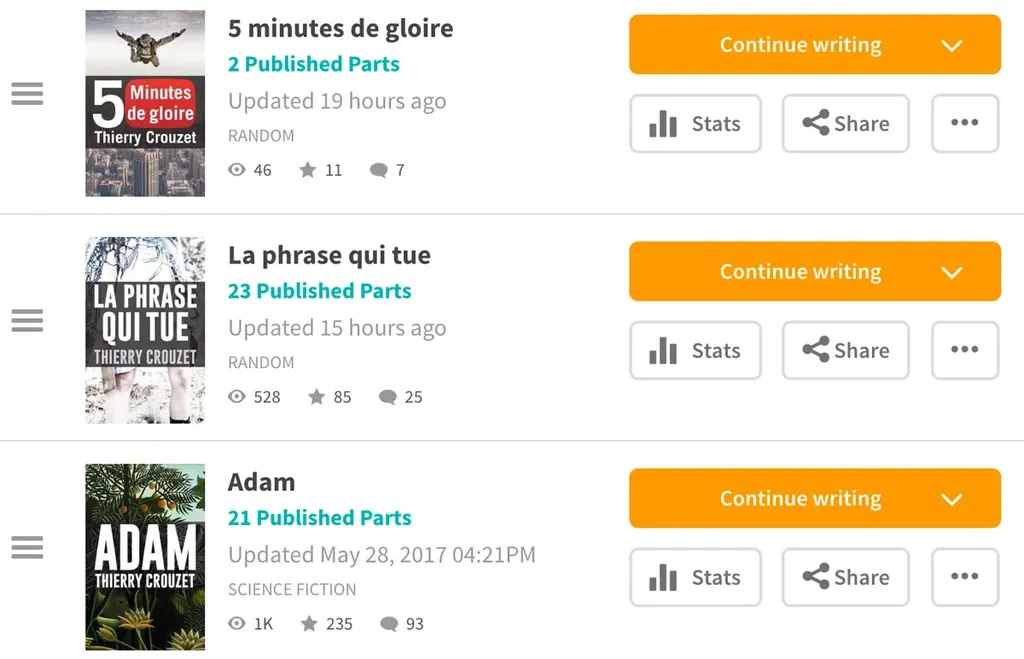 5 minutes de gloire
2 Published Parts
Updated 19 hours ago
RANDOM
46 11 7
5 Minutes
de gloire
Thierry Crouzet
Continue writing
Stats Share
La phrase qui tue
23 Published Parts
Updated 15 hours ago
RANDOM
528 85 25
LA PHRASE
QUI TUE
THIERRY CROUZET
Continue writing
Stats Share
Adam
21 Published Parts
Updated May 28, 2017 04:21PM
SCIENCE FICTION
1K 235 93
ADAM
THIERRY CROUZET
Continue writing
Stats Share